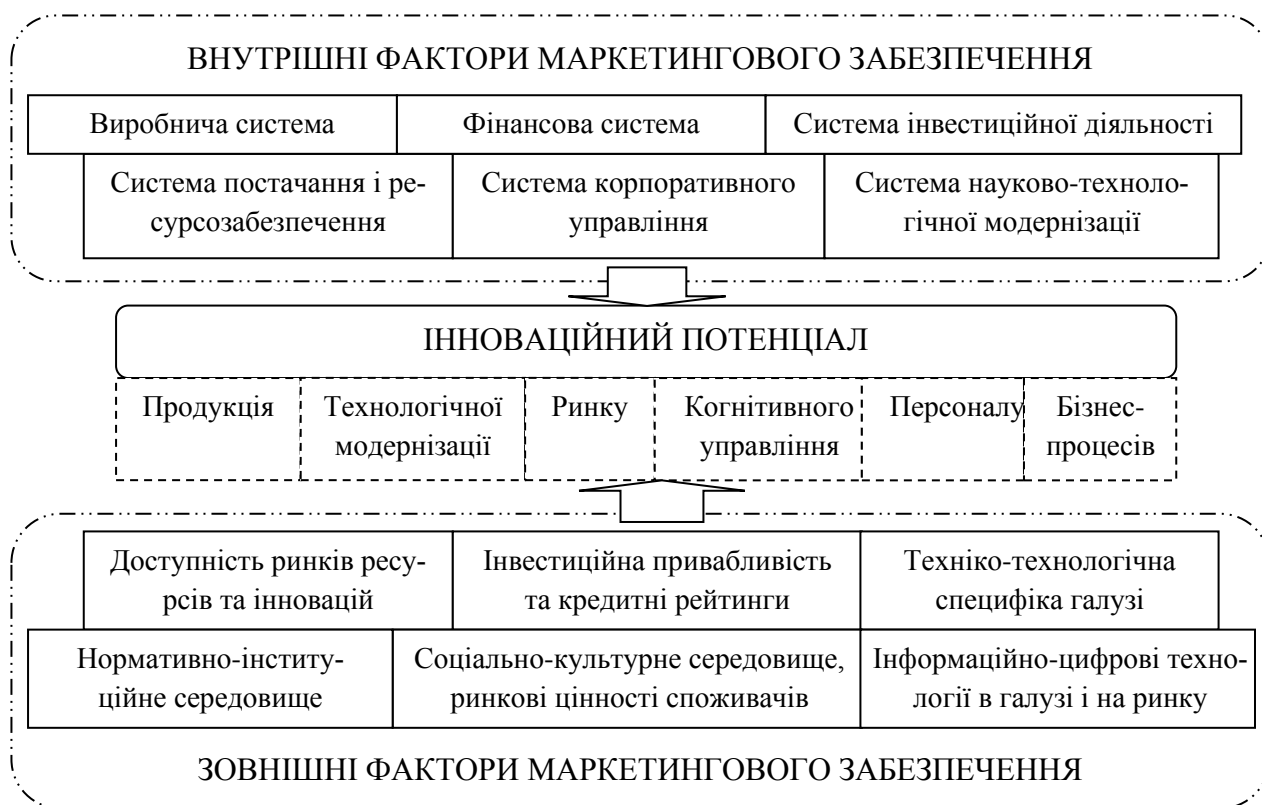 ВНУТРІШНІ ФАКТОРИ МАРКЕТИНГОВОГО ЗАБЕЗПЕЧЕННЯ
Виробнича система
Фінансова система
Система інвестиційної діяльності
Система постачання і ре-
сурсозабезпечення
Система корпоративного
управління
Система науково-техноло-
гічної модернізації
ІННОВАЦІЙНИЙ ПОТЕНЦІАЛ
Продукція
Технологічної
модернізації
Ринку
Когнітивного
управління
Персоналу
Бізнес-
процесів
Доступність ринків ресу-
рсів та інновацій
Інвестиційна привабливість
та кредитні рейтинги
Техніко-технологічна
специфіка галузі
Нормативно-інститу-
ційне середовище
Соціально-культурне середовище,
ринкові цінності споживачів
Інформаційно-цифрові техно-
логії в галузі і на ринку
ЗОВНІШНІ ФАКТОРИ МАРКЕТИНГОВОГО ЗАБЕЗПЕЧЕННЯ